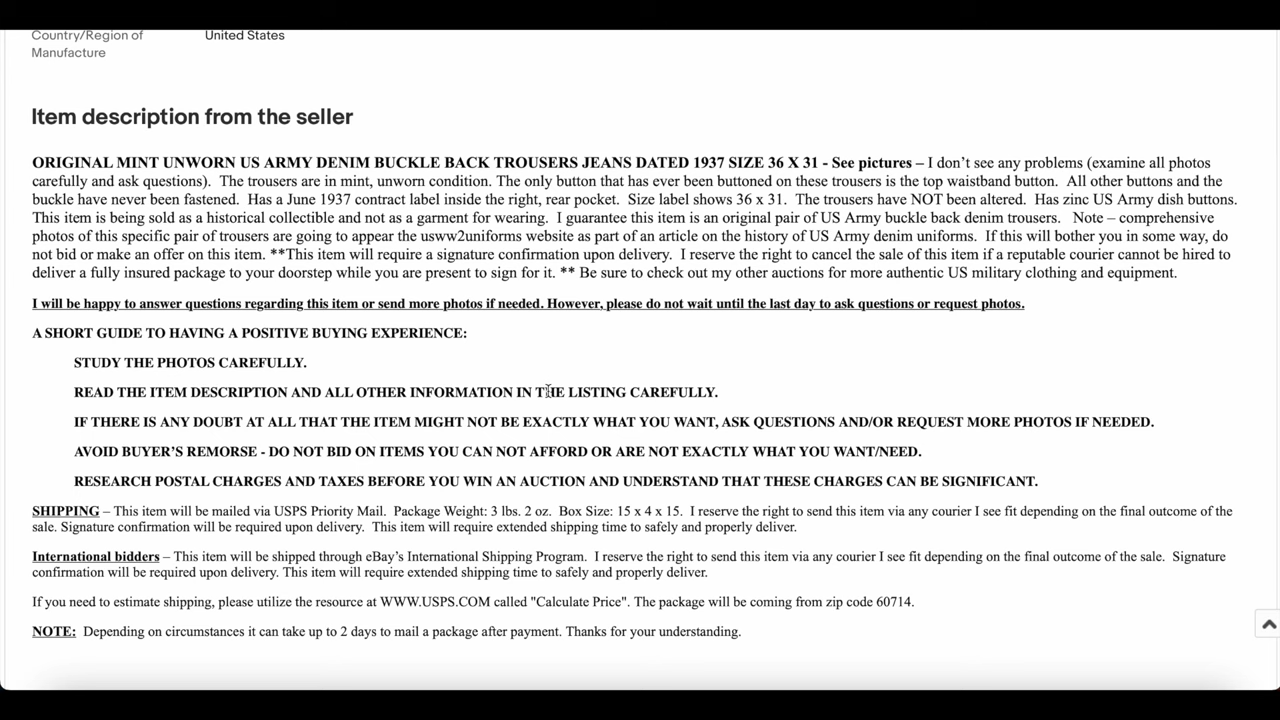 Country/Region of United States
Manufacture
Item description from the seller
ORIGINAL MINT UNWORN US ARMY DENIM BUCKLE BACK TROUSERS JEANS DATED 1937 SIZE 36 X 31 - See pictures – I don't see any problems (examine all photos
carefully and ask questions). The trousers are in mint, unworn condition. The only button that has ever been buttoned on these trousers is the top waistband button. All other buttons and the
buckle have never been fastened. Has a June 1937 contract label inside the right, rear pocket. Size label shows 36 x 31. The trousers have NOT been altered. Has zinc US Army dish buttons.
This item is being sold as a historical collectible and not as a garment for wearing. I guarantee this item is an original pair of US Army buckle back denim trousers. Note – comprehensive
photos of this specific pair of trousers are going to appear the usww2uniforms website as part of an article on the history of US Army denim uniforms. If this will bother you in some way, do
not bid or make an offer on this item. **This item will require a signature confirmation upon delivery. I reserve the right to cancel the sale of this item if a reputable courier cannot be hired to
deliver a fully insured package to your doorstep while you are present to sign for it. ** Be sure to check out my other auctions for more authentic US military clothing and equipment.
I will be happy to answer questions regarding this item or send more photos if needed. However, please do not wait until the last day to ask questions or request photos.
A SHORT GUIDE TO HAVING A POSITIVE BUYING EXPERIENCE:
STUDY THE PHOTOS CAREFULLY.
READ THE ITEM DESCRIPTION AND ALL OTHER INFORMATION IN THE LISTING CAREFULLY.
IF THERE IS ANY DOUBT AT ALL THAT THE ITEM MIGHT NOT BE EXACTLY WHAT YOU WANT, ASK QUESTIONS AND/OR REQUEST MORE PHOTOS IF NEEDED.
AVOID BUYER'S REMORSE - DO NOT BID ON ITEMS YOU CAN NOT AFFORD OR ARE NOT EXACTLY WHAT YOU WANT/NEED.
RESEARCH POSTAL CHARGES AND TAXES BEFORE YOU WIN AN AUCTION AND UNDERSTAND THAT THESE CHARGES CAN BE SIGNIFICANT.
SHIPPING – This item will be mailed via USPS Priority Mail. Package Weight: 3 lbs. 2 oz. Box Size: 15 x 4 x 15. I reserve the right to send this item via any courier I see fit depending on the final outcome of the
sale. Signature confirmation will be required upon delivery. This item will require extended shipping time to safely and properly deliver.
International bidders – This item will be shipped through eBay's International Shipping Program. I reserve the right to send this item via any courier I see fit depending on the final outcome of the sale. Signature
confirmation will be required upon delivery. This item will require extended shipping time to safely and properly deliver.
If you need to estimate shipping, please utilize the resource at WWW.USPS.COM called "Calculate Price". The package will be coming from zip code 60714.
NOTE: Depending on circumstances it can take up to 2 days to mail a package after payment. Thanks for your understanding.